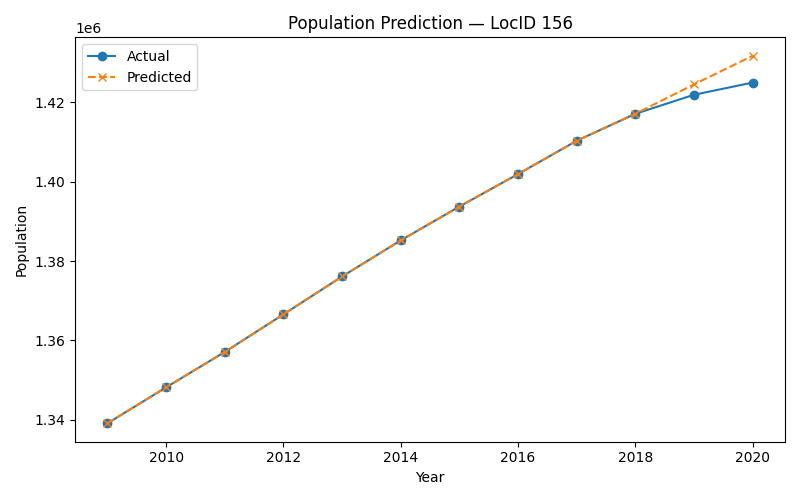 Population Prediction — LocID 156
1e6
Actual
Predicted
1.42
1.40
1.38
1.36
1.34
Population
2010 2012 2014 2016 2018 2020
Year